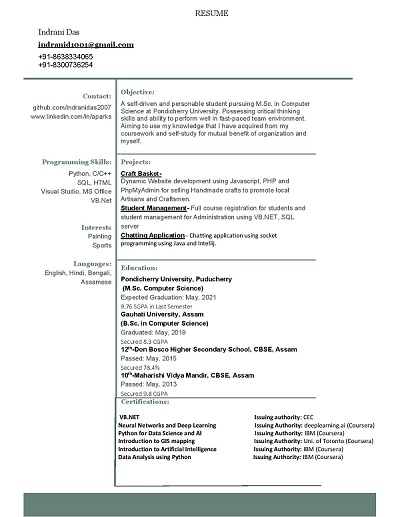 RESUME
Indrani Das
indranid1001@gmail.com
+91-8638334065
+91-8300736254
Contact:
github.com/indranidas2007
www.linkedin.com/in/aparks
Programming Skills:
Python, C/C++
SQL, HTML
Visual Studio, MS Office
VB.Net
Interests
Painting
Sports
Languages:
English, Hindi, Bengali,
Assamese
Objective:
A self-driven and personable student pursuing M.Sc. in Computer
Science at Pondicherry University. Possessing critical thinking
skills and ability to perform well in fast-paced team environment.
Aiming to use my knowledge that I have acquired from my
coursework and self-study for mutual benefit of organization and
myself.
Projects:
Craft Basket-
Dynamic Website development using Javascript, PHP and
PhpMyAdmin for selling Handmade crafts to promote local
Artisans and Craftsmen.
Student Management- Full course registration for students and
student management for Administration using VB.NET, SQL
server
Chatting Application - Chatting application using socket
programming using Java and Intellij.
Education:
Pondicherry University, Puducherry
(M.Sc. Computer Science)
Expected Graduation: May, 2021
9.76 SGPA in Last Semester
Gauhati University, Assam
(B.Sc. in Computer Science)
Graduated: May, 2019
Secured 8.3 CGPA
12th-Don Bosco Higher Secondary School, CBSE, Assam
Passed: May, 2015
Secured 78.4%
10th-Maharishi Vidya Mandir, CBSE, Assam
Passed: May, 2013
Secured 9.8 CGPA
Certifications:
VB.NET Issuing authority: CEC
Neural Networks and Deep Learning Issuing authority: deeplearning.ai (Coursera)
Python for Data Science and AI Issuing Authority: IBM (Coursera)
Introduction to GIS mapping Issuing Authority: Uni. of Toronto (Coursera)
Introduction to Artificial Intelligence Issuing Authority: IBM (Coursera)
Data Analysis using Python Issuing Authority: IBM (Coursera)